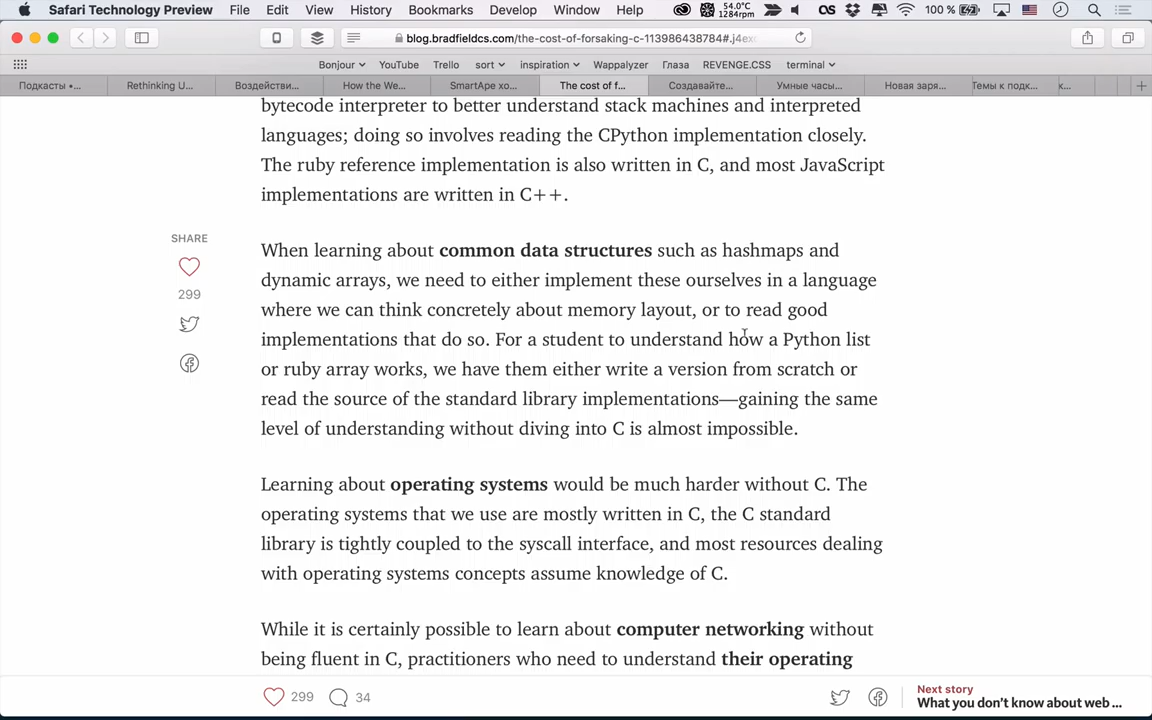 Safari Technology Preview File Edit View History Bookmarks Develop Window Help 54.0°C 1284rpm OS 100 %
blog.bradfieldcs.com/the-cost-of-forsaking-c-113986438784#.j4ex
Bonjour YouTube Trello sort inspiration Wappalyzer Глаза REVENGE.CSS terminal
Подкасты •... Rethinking U... Воздействи... How the We... SmartApe хо... The cost of f... Создавайте... Умные часы... Новая заря... Темы к подк... к...
bytecode interpreter to better understand stack machines and interpreted
languages; doing so involves reading the CPython implementation closely.
The ruby reference implementation is also written in C, and most JavaScript
implementations are written in C++.
SHARE
299
When learning about common data structures such as hashmaps and
dynamic arrays, we need to either implement these ourselves in a language
where we can think concretely about memory layout, or to read good
implementations that do so. For a student to understand how a Python list
or ruby array works, we have them either write a version from scratch or
read the source of the standard library implementations—gaining the same
level of understanding without diving into C is almost impossible.
Learning about operating systems would be much harder without C. The
operating systems that we use are mostly written in C, the C standard
library is tightly coupled to the syscall interface, and most resources dealing
with operating systems concepts assume knowledge of C.
While it is certainly possible to learn about computer networking without
being fluent in C, practitioners who need to understand their operating
299 34
Next story
What you don't know about web ...